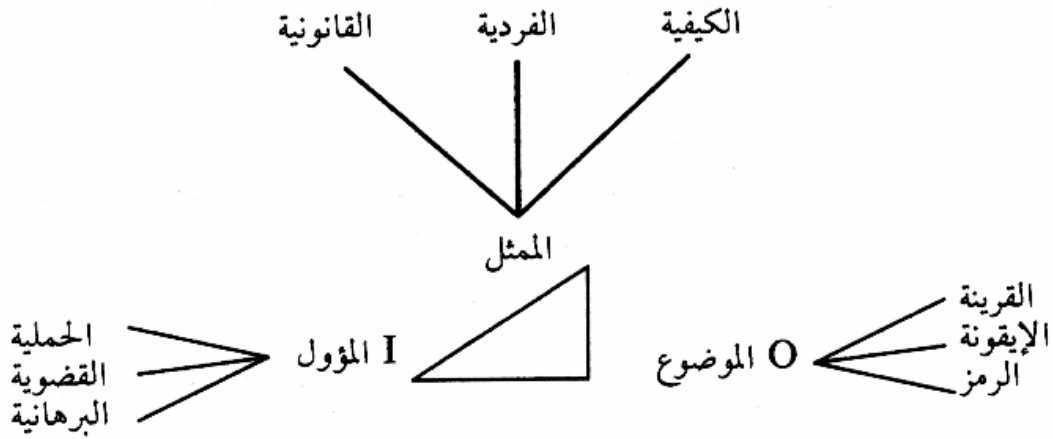 الكيفية
الفردية
القانونية
الممثل
القرينة
الإيقونة
الرمز
O الموضوع
I المؤول
الحملية
القضوية
البرهانية